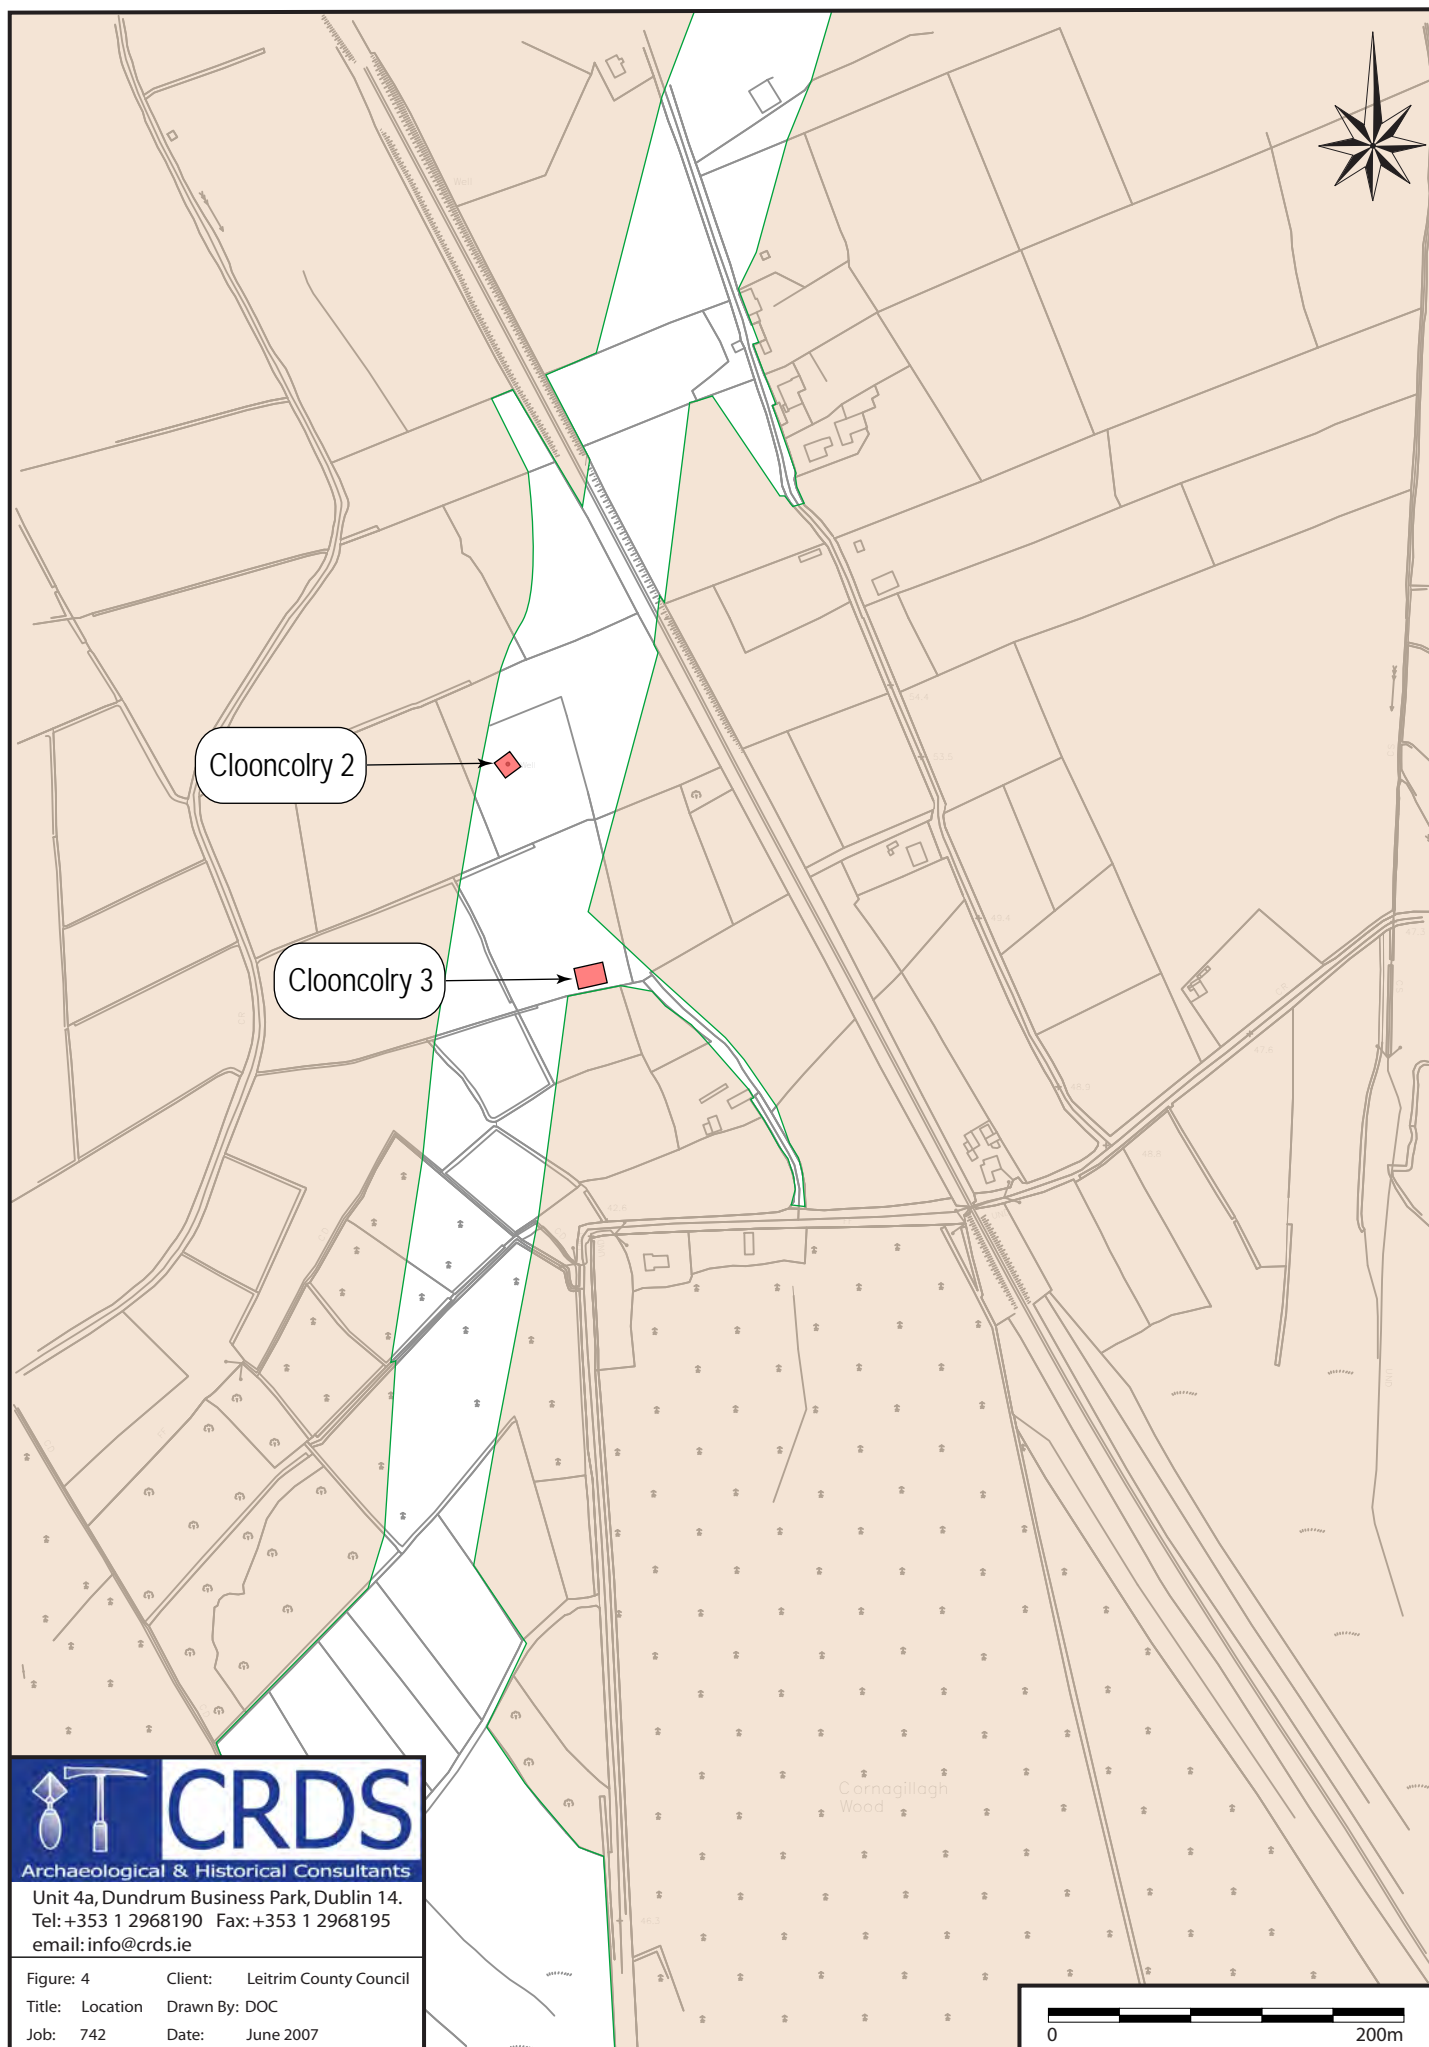 Well
Clooncolry 2
Well
Clooncolry 3
Cornagillagh
Wood
CRDS
Archaeological & Historical Consultants
Unit 4a, Dundrum Business Park, Dublin 14.
Tel: +353 1 2968190 Fax: +353 1 2968195
email: info@crds.ie
Figure: 4 Client: Leitrim County Council
Title: Location Drawn By: DOC
Job: 742 Date: June 2007
0 200m